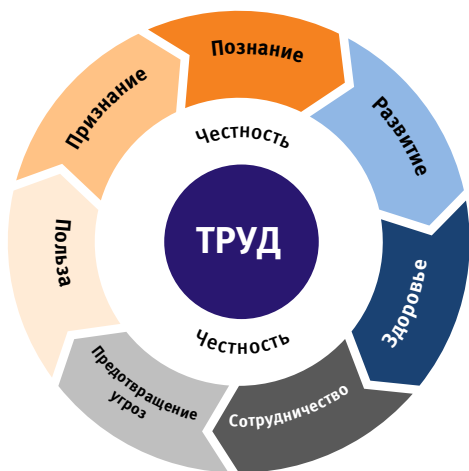 Познание
Развитие
Здоровье
Сотрудничество
Предотвращение
угроз
Польза
Признание
Честность
ТРУД
Честность